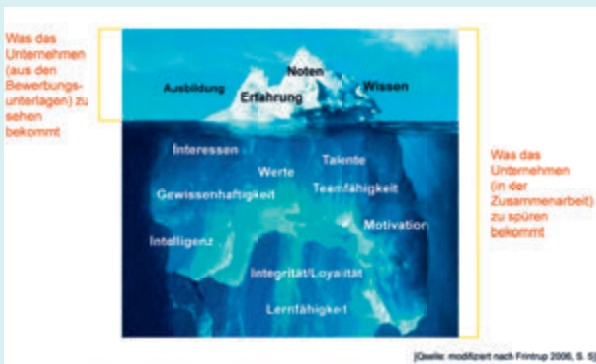 Was das
Unternehmen
(aus den
Bewerbungs-
unterlagen) zu
sehen
bekommt
Noten
Ausbildung
Wissen
Erfahrung
Interessen
Talente
Werte
Gewissenhaftigkeit
Teamfähigkeit
Motivation
Intelligenz
Integrität/Loyalität
Lernfähigkeit
Was das
Unternehmen
(in der
Zusammenarbeit)
zu spüren
bekommt
[Quelle: modifiziert nach Frintrup 2006, S. 5]